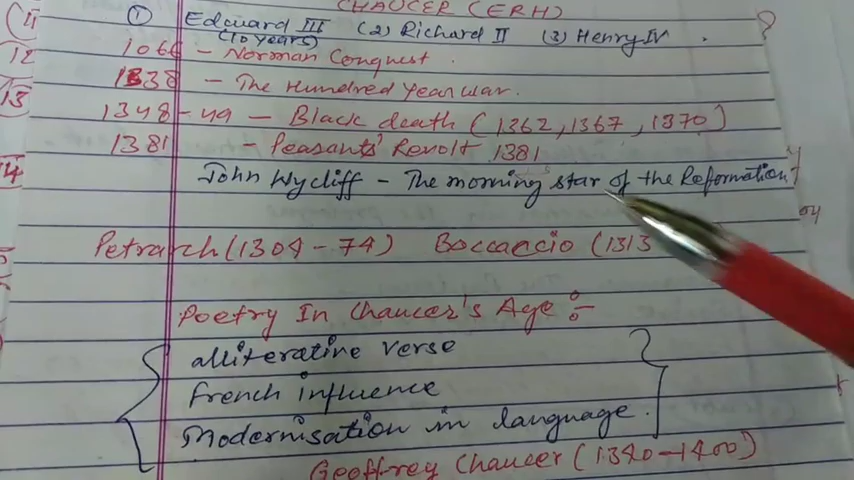 CHAUCER (ERH)
① Edward III (2) Richard II (3) Henry IV .
(10 years)
1066 - Norman Conquest .
1338 - The Hundred Year War.
1348-49 - Black death (1362, 1367, 1370)
1381 - Peasants' Revolt 1381
John Wycliff - The morning star of the Reformation
Petrarch (1304 - 74) Boccaccio (1313
Poetry In Chaucer's Age :-
alliterative verse
French influence
Modernisation in language.
Geoffrey Chaucer (1340-1400)